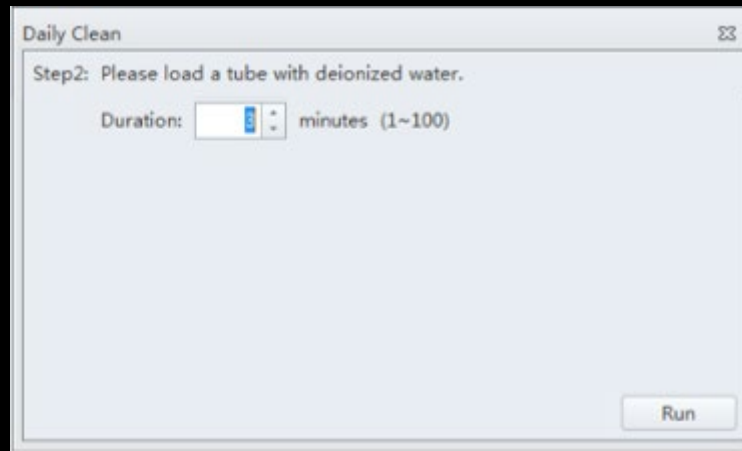 Daily Clean
Step2: Please load a tube with deionized water.
Duration: 3 minutes (1~100)
Run